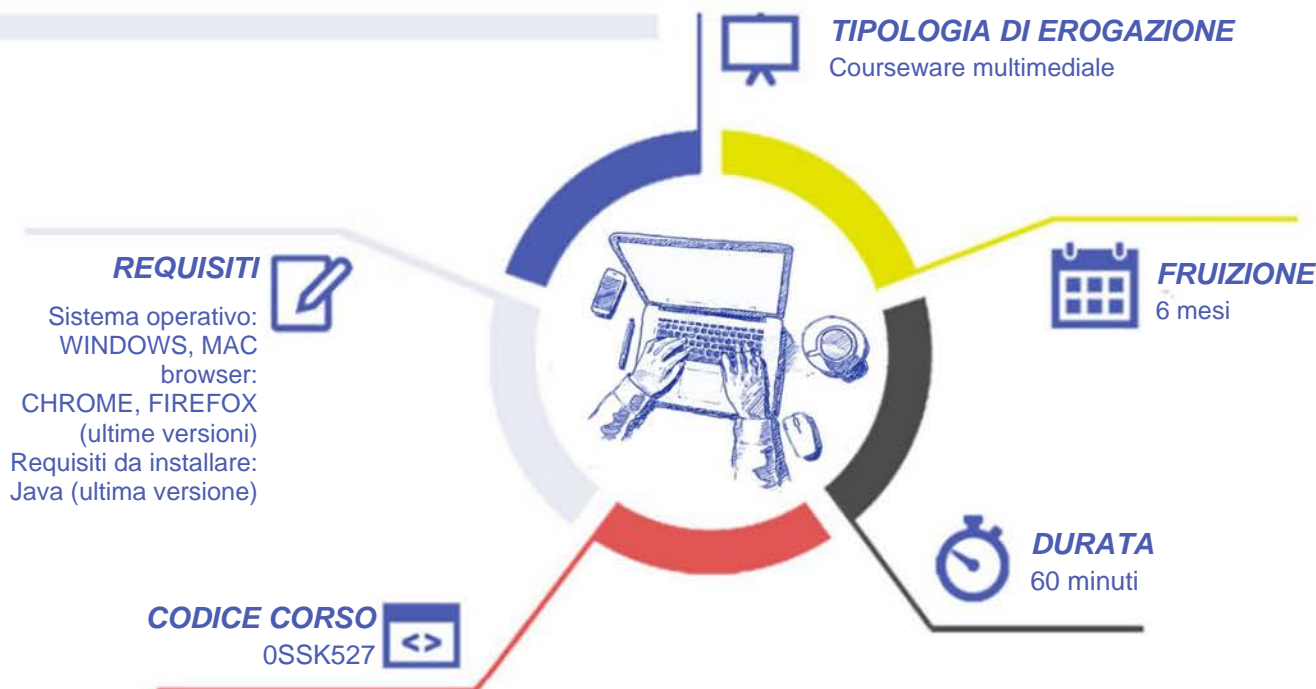 TIPOLOGIA DI EROGAZIONE
Courseware multimediale
REQUISITI
Sistema operativo:
WINDOWS, MAC
browser:
CHROME, FIREFOX
(ultime versioni)
Requisiti da installare:
Java (ultima versione)
FRUIZIONE
6 mesi
DURATA
60 minuti
CODICE CORSO
0SSK527